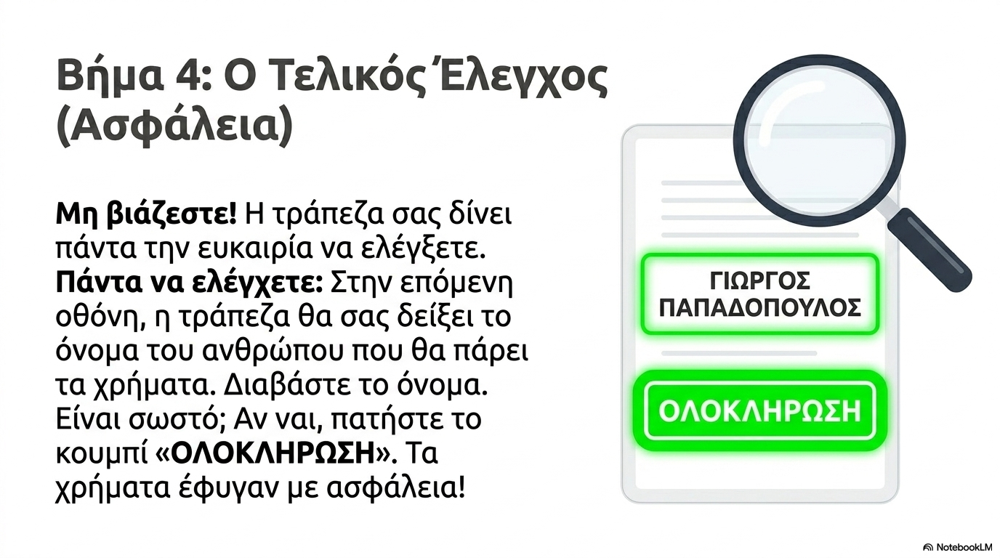 Βήμα 4: Ο Τελικός Έλεγχος
(Ασφάλεια)
Μη βιάζεστε! Η τράπεζα σας δίνει
πάντα την ευκαιρία να ελέγξετε.
Πάντα να ελέγχετε: Στην επόμενη
οθόνη, η τράπεζα θα σας δείξει το
όνομα του ανθρώπου που θα πάρει
τα χρήματα. Διαβάστε το όνομα.
Είναι σωστό; Αν ναι, πατήστε το
κουμπί «ΟΛΟΚΛΗΡΩΣΗ». Τα
χρήματα έφυγαν με ασφάλεια!
ΓΙΩΡΓΟΣ
ΠΑΠΑΔΟΠΟΥΛΟΣ
ΟΛΟΚΛΗΡΩΣΗ
NotebookLM